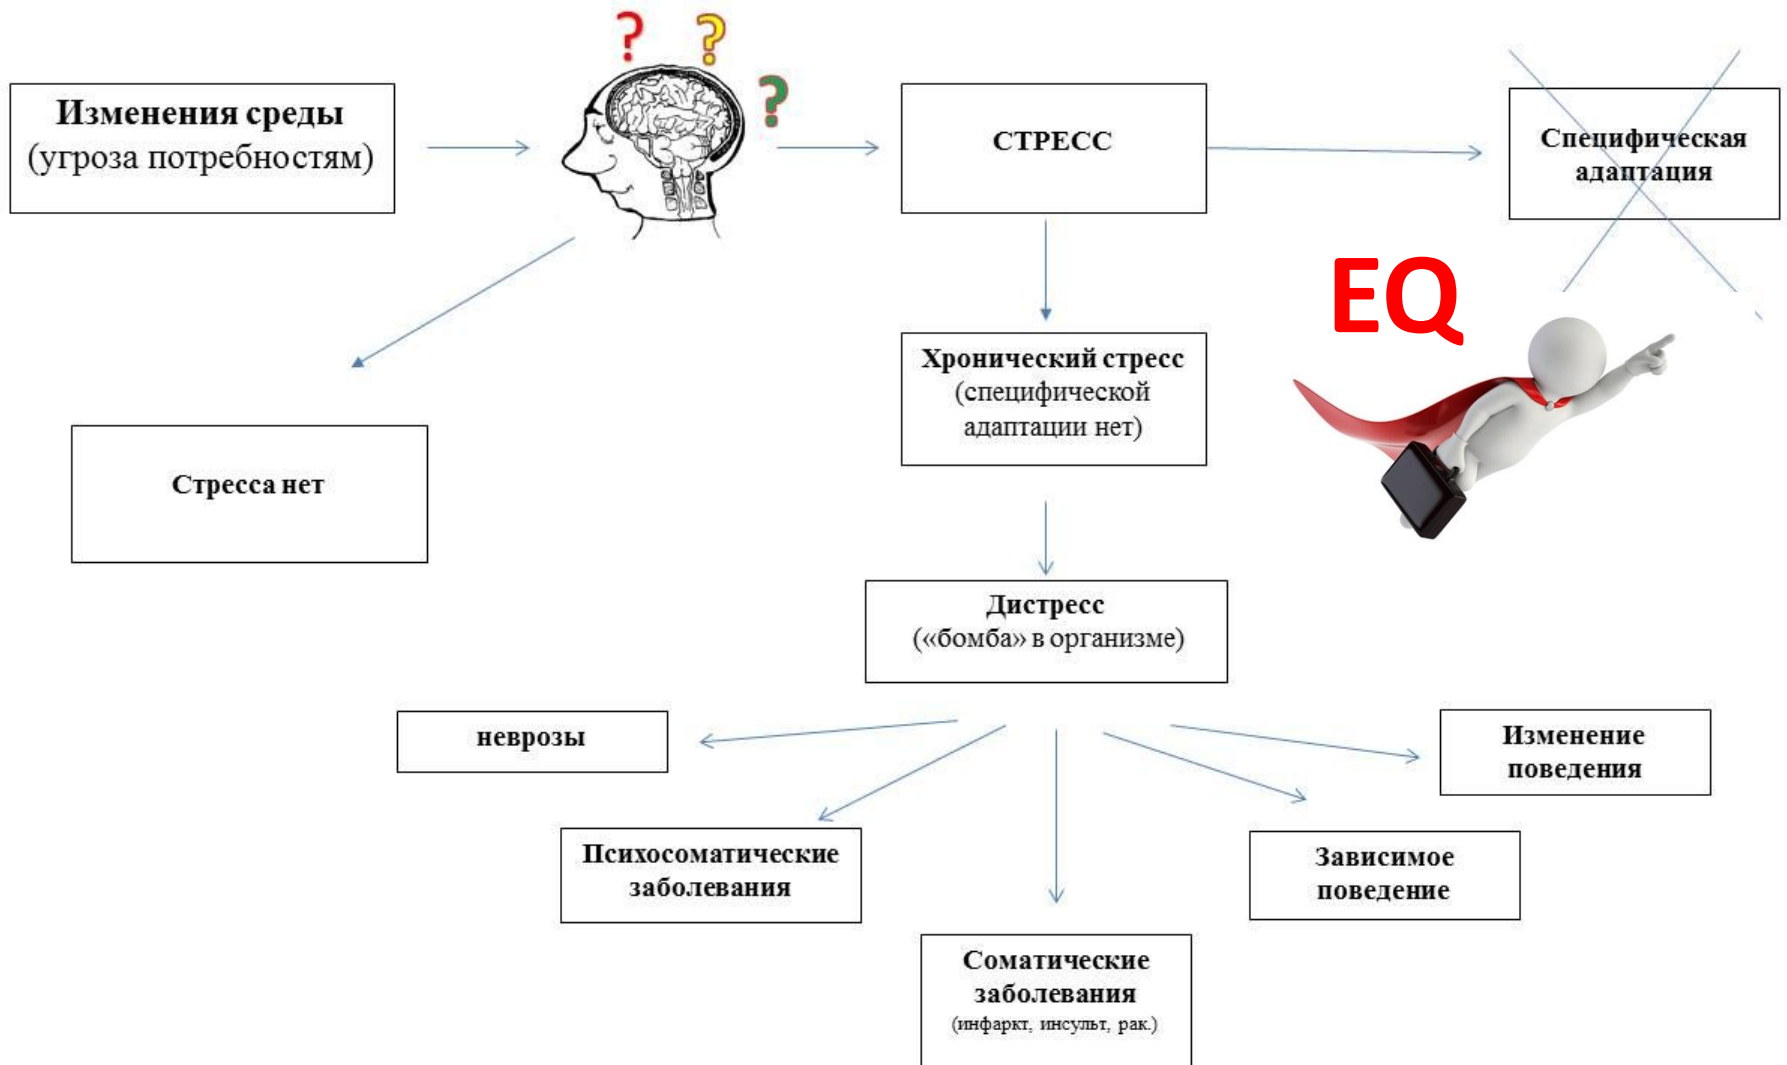 ?
?
?
Изменения среды
(угроза потребностям)
СТРЕСС
Специфическая
адаптация
EQ
Хронический стресс
(специфической
адаптации нет)
Стресса нет
Дистресс
(«бомба» в организме)
неврозы
Изменение
поведения
Психосоматические
заболевания
Зависимое
поведение
Соматические
заболевания
(инфаркт, инсульт, рак.)